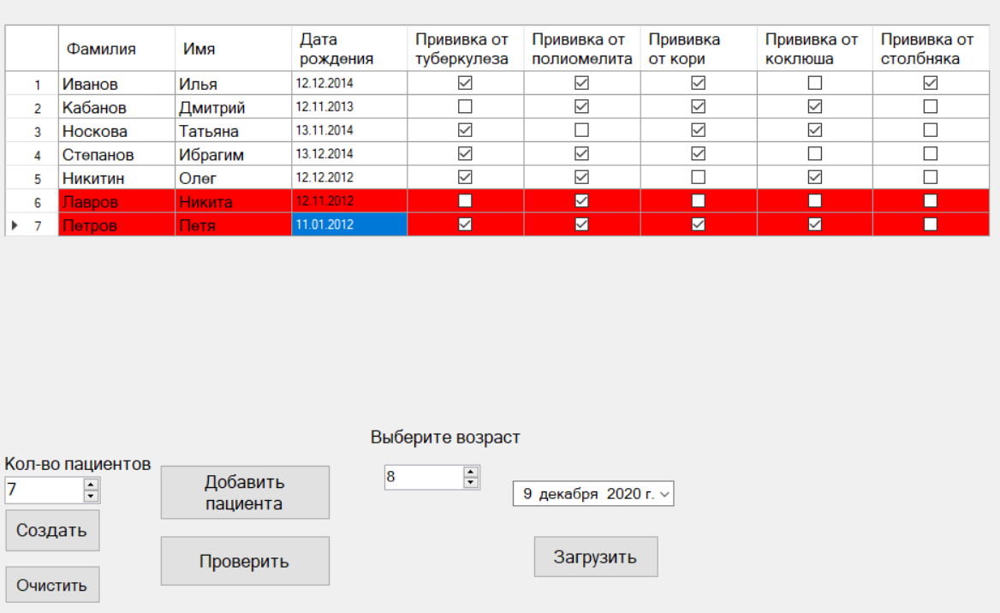 Фамилия Имя Дата рождения Прививка от туберкулеза Прививка от полиомелита Прививка от кори Прививка от коклюша Прививка от столбняка
1 Иванов Илья 12.12.2014
2 Кабанов Дмитрий 12.11.2013
3 Носкова Татьяна 13.11.2014
4 Степанов Ибрагим 13.12.2014
5 Никитин Олег 12.12.2012
6 Лавров Никита 12.11.2012
7 Петров Петя 11.01.2012
Выберите возраст
Кол-во пациентов
7
8
Добавить
пациента
9 декабря 2020 г.
Создать
Проверить
Загрузить
Очистить